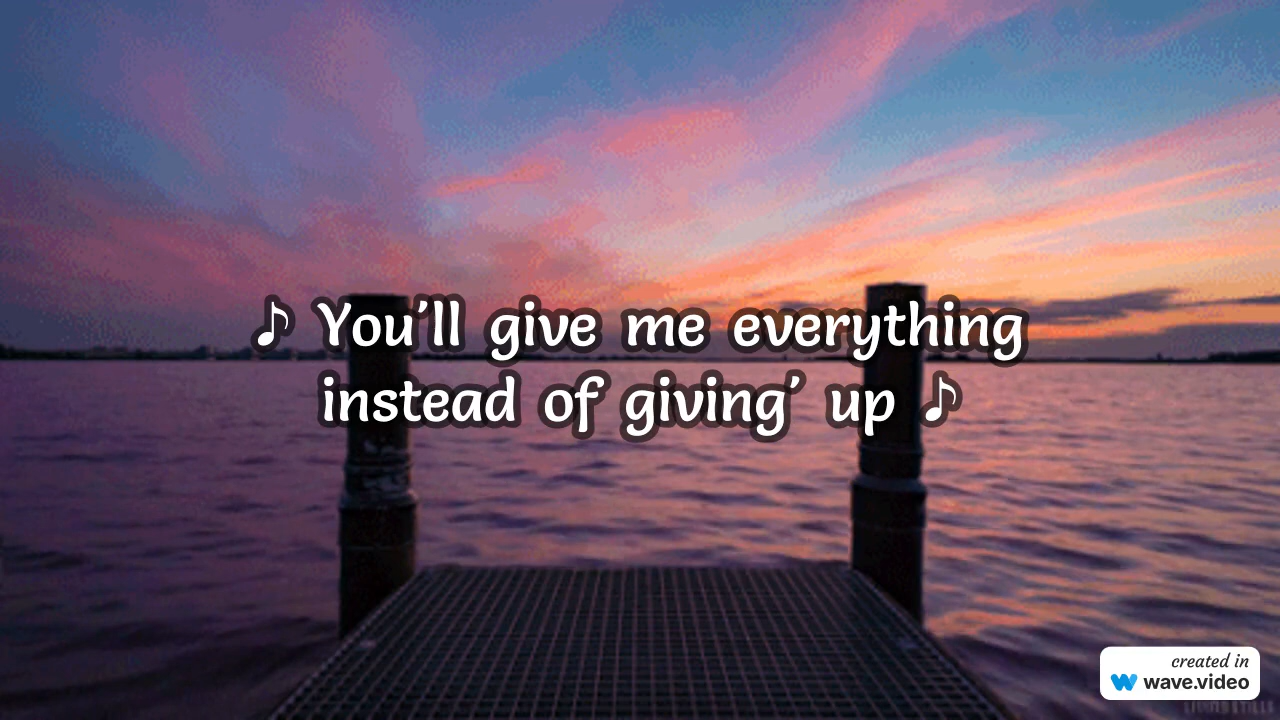 ♪ You'll give me everything
instead of giving' up ♪
created in
wave.video